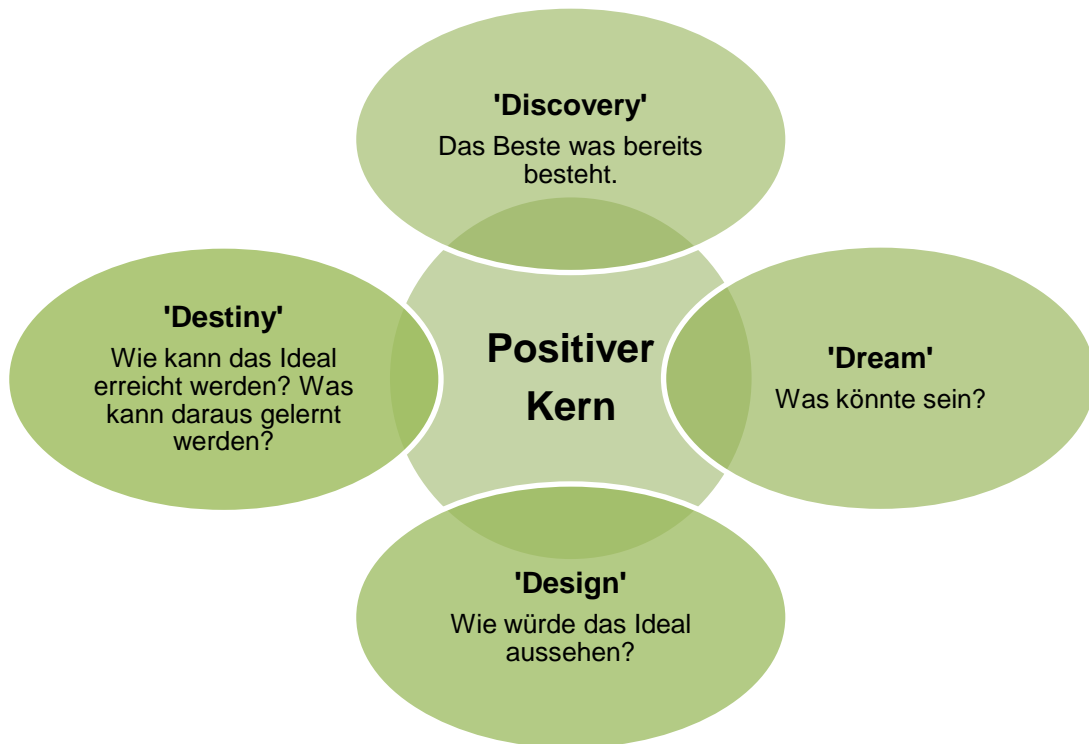 'Discovery'
Das Beste was bereits
besteht.
'Destiny'
Wie kann das Ideal
erreicht werden? Was
kann daraus gelernt
werden?
Positiver
Kern
'Dream'
Was könnte sein?
'Design'
Wie würde das Ideal
aussehen?